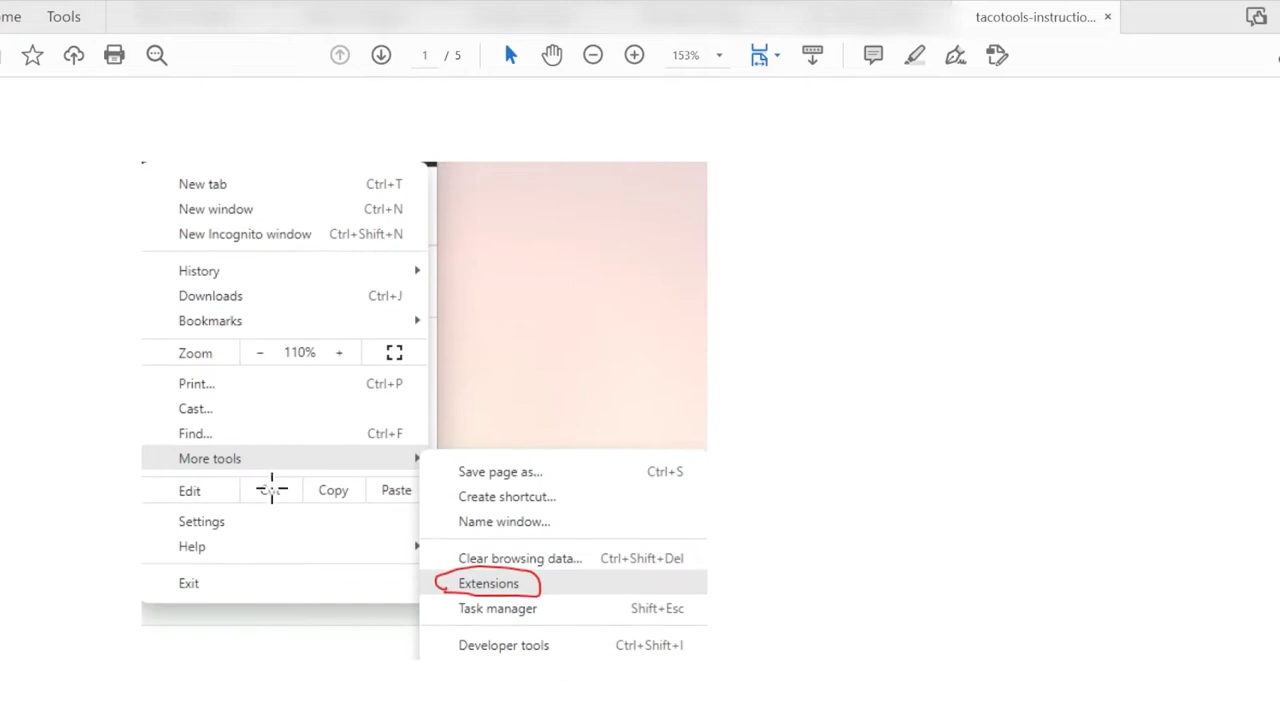 ome Tools tacotools-instructio... ×
1 / 5 153%
New tab Ctrl+T
New window Ctrl+N
New Incognito window Ctrl+Shift+N
History
Downloads Ctrl+J
Bookmarks
Zoom − 110% +
Print... Ctrl+P
Cast...
Find... Ctrl+F
More tools
Save page as... Ctrl+S
Edit Copy Paste
Create shortcut...
Settings
Name window...
Help
Clear browsing data... Ctrl+Shift+Del
Exit
Extensions
Task manager Shift+Esc
Developer tools Ctrl+Shift+I